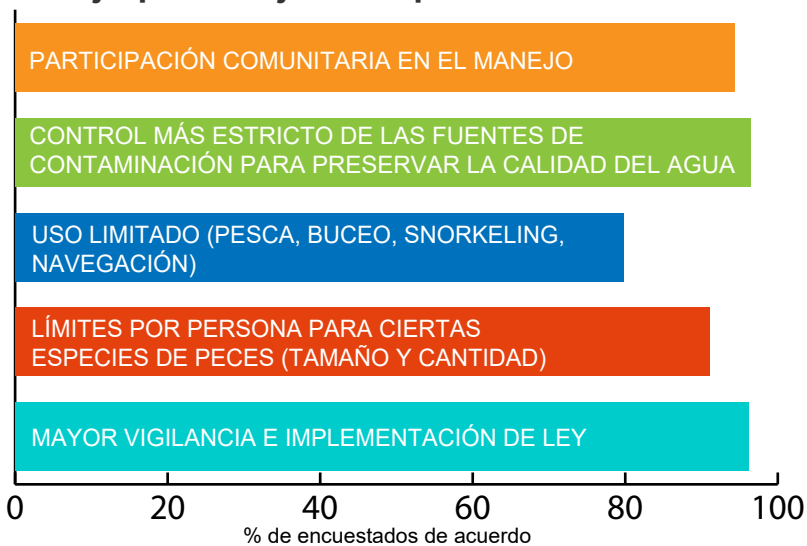 PARTICIPACIÓN COMUNITARIA EN EL MANEJO
CONTROL MÁS ESTRICTO DE LAS FUENTES DE
CONTAMINACIÓN PARA PRESERVAR LA CALIDAD DEL AGUA
USO LIMITADO (PESCA, BUCEO, SNORKELING,
NAVEGACIÓN)
LÍMITES POR PERSONA PARA CIERTAS
ESPECIES DE PECES (TAMAÑO Y CANTIDAD)
MAYOR VIGILANCIA E IMPLEMENTACIÓN DE LEY
0 20 40 60 80 100
% de encuestados de acuerdo